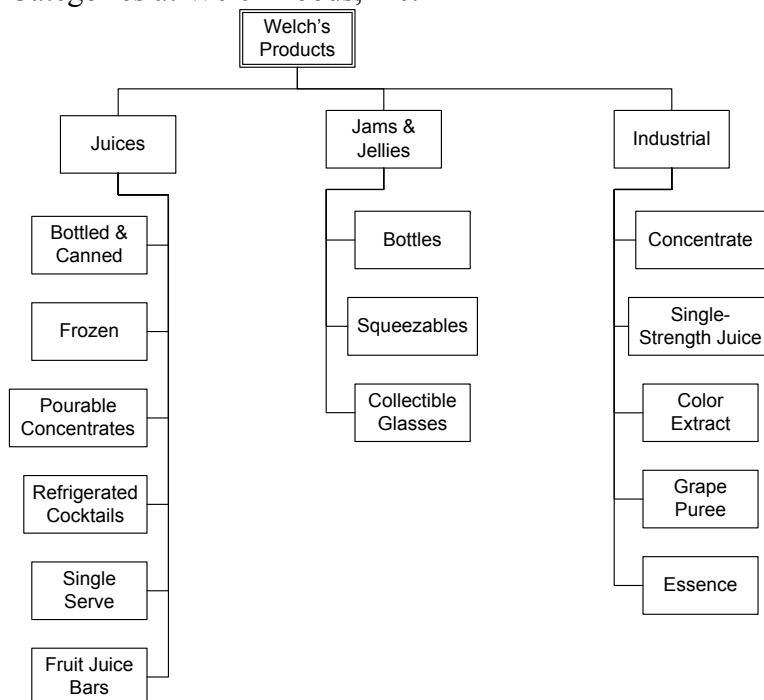 Welch's
Products
Juices
Jams &
Jellies
Industrial
Bottled &
Canned
Bottles
Concentrate
Frozen
Squeezables
Single-
Strength Juice
Pourable
Concentrates
Collectible
Glasses
Color
Extract
Refrigerated
Cocktails
Grape
Puree
Single
Serve
Essence
Fruit Juice
Bars